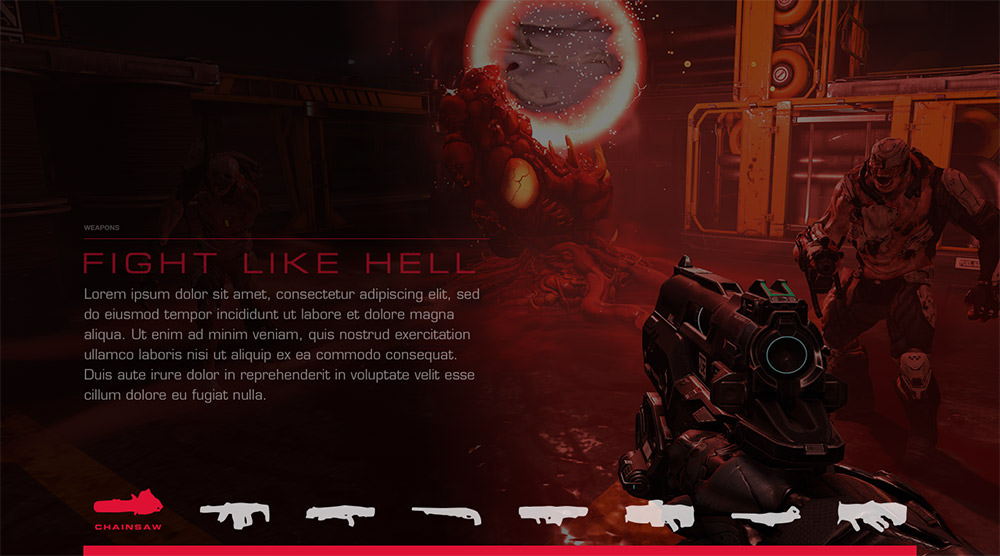 WEAPONS
FIGHT LIKE HELL
Lorem ipsum dolor sit amet, consectetur adipiscing elit, sed
do eiusmod tempor incididunt ut labore et dolore magna
aliqua. Ut enim ad minim veniam, quis nostrud exercitation
ullamco laboris nisi ut aliquip ex ea commodo consequat.
Duis aute irure dolor in reprehenderit in voluptate velit esse
cillum dolore eu fugiat nulla.
CHAINSAW